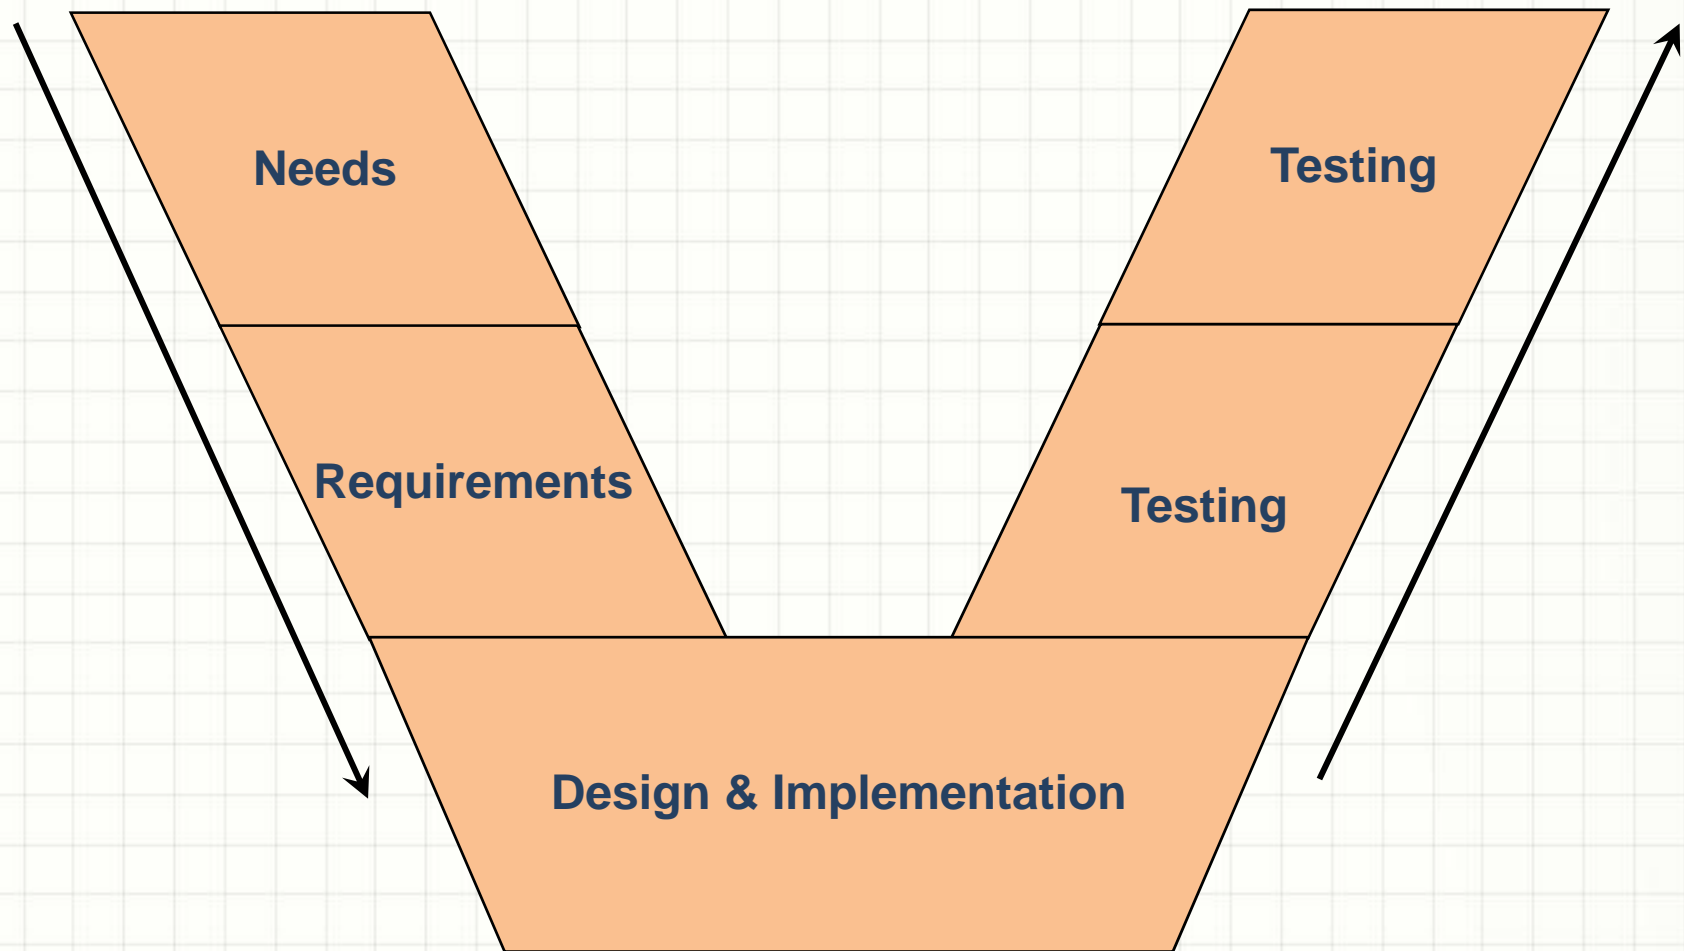 Needs
Testing
Requirements
Testing
Design & Implementation